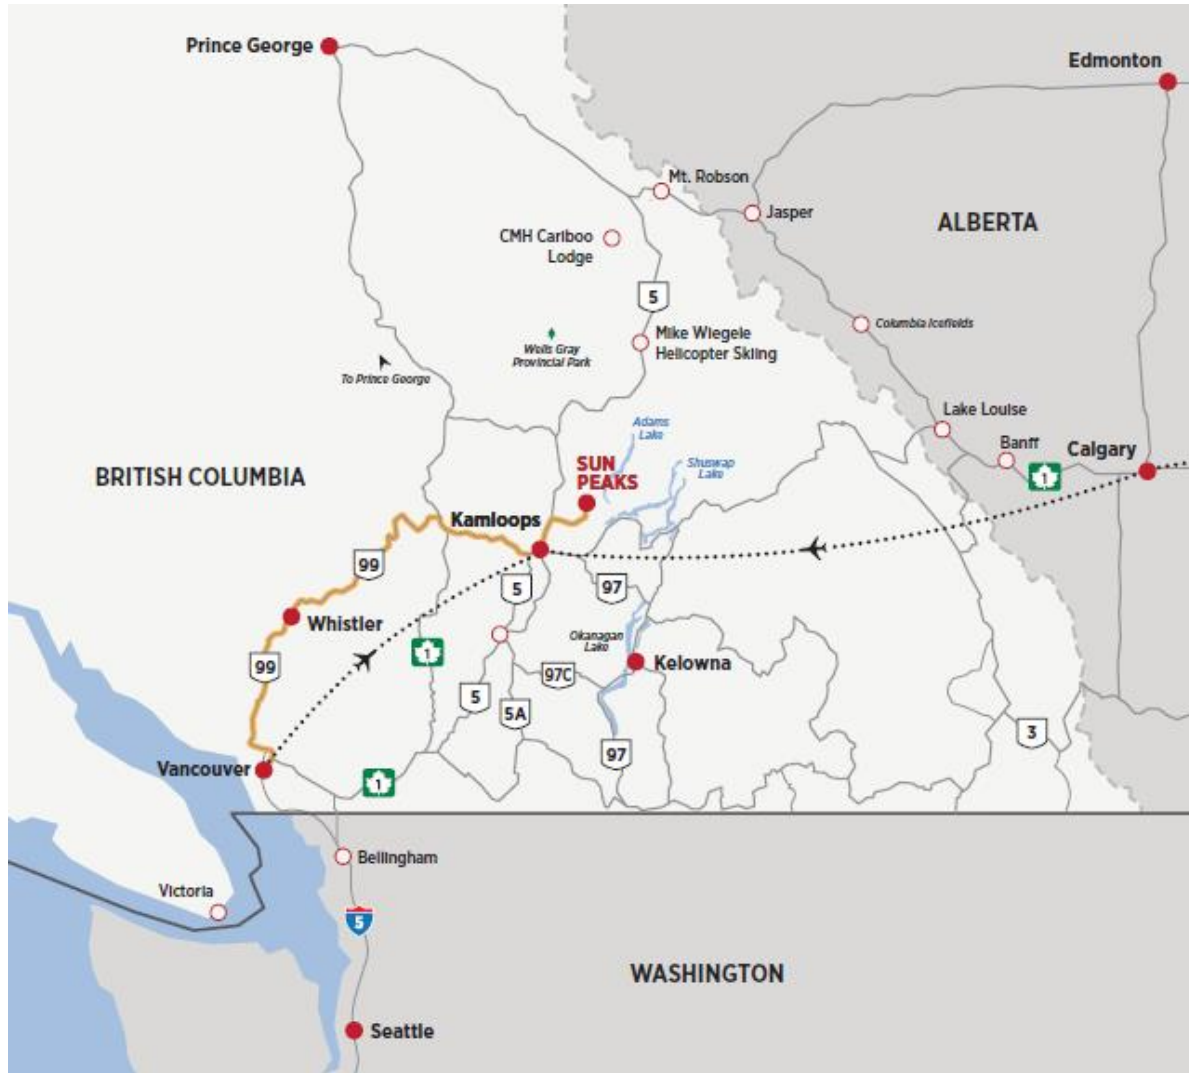 Prince George
Edmonton
Mt. Robson
Jasper
ALBERTA
CMH Cariboo
Lodge
5
Columbia Icefields
Mike Wiegele
Helicopter Skiing
Wells Gray
Provincial Park
To Prince George
Lake Louise
Adams
Lake
Banff
Calgary
1
Shuswap
Lake
SUN
PEAKS
BRITISH COLUMBIA
Kamloops
99
5
97
Whistler
Okanagan
Lake
1
Kelowna
99
97C
5
5A
3
97
Vancouver
1
Bellingham
Victoria
5
WASHINGTON
Seattle